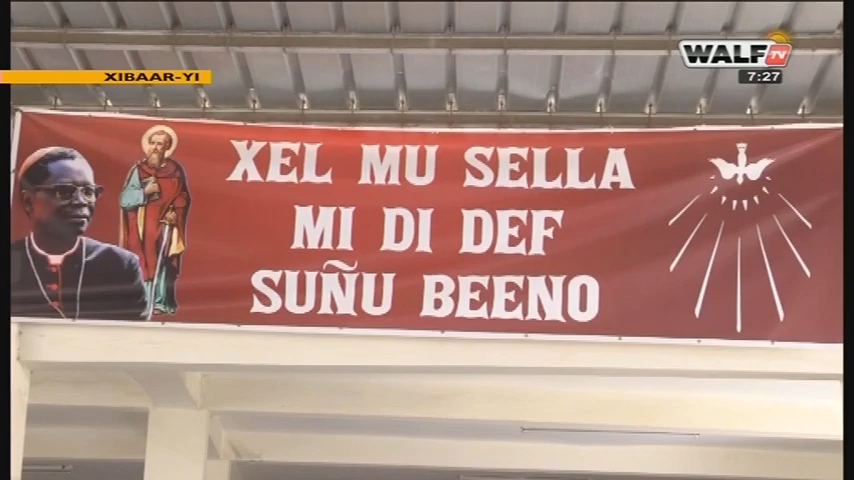 WALF TV
7:27
XIBAAR-YI
XEL MU SELLA
MI DI DEF
SUÑU BEENO